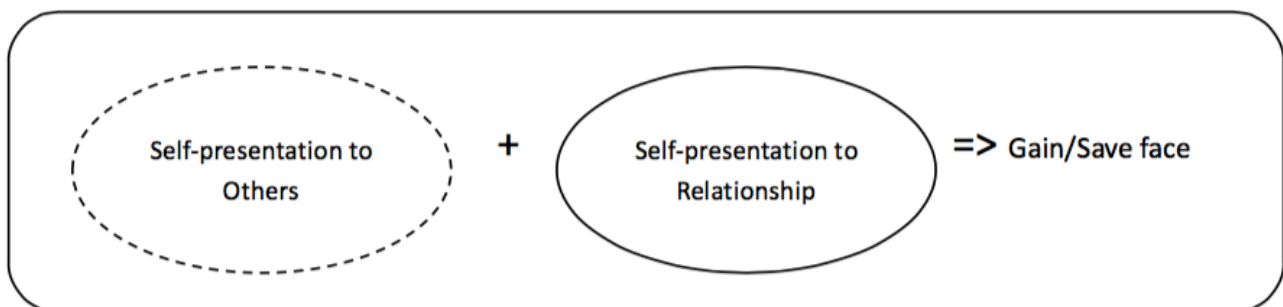 Self-presentation to
Others
+
Self-presentation to
Relationship
=> Gain/Save face